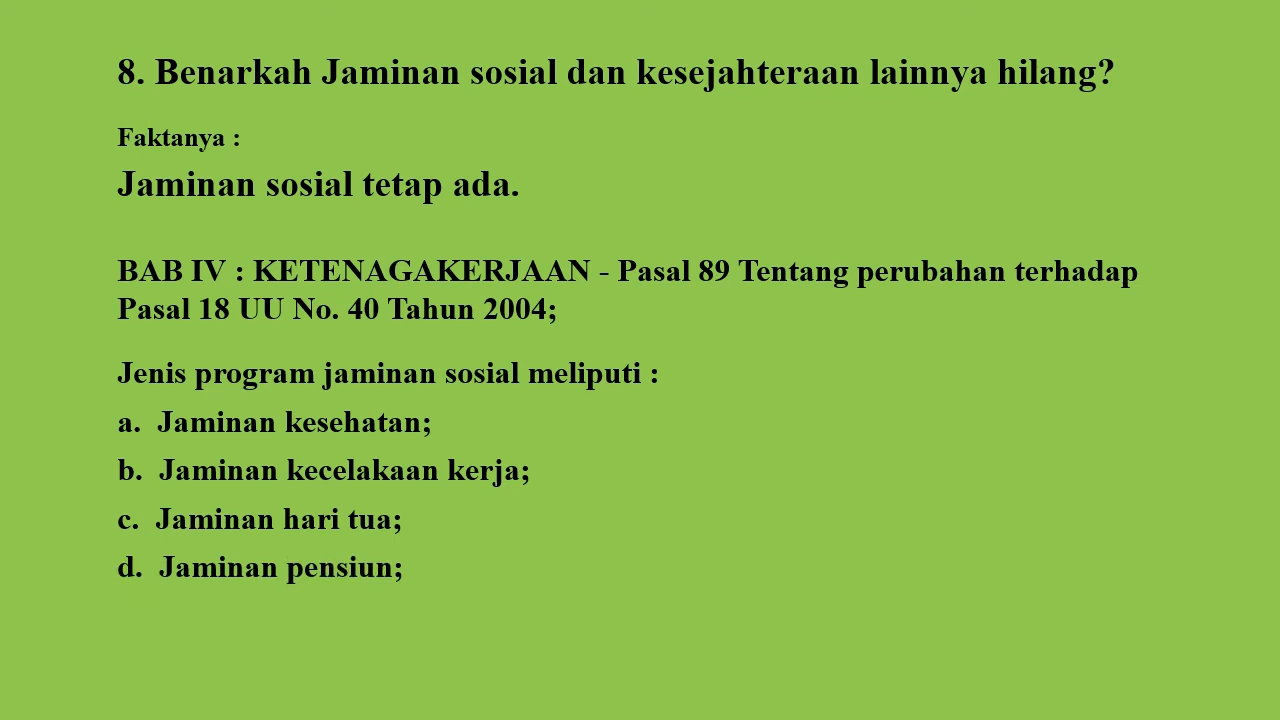 8. Benarkah Jaminan sosial dan kesejahteraan lainnya hilang?
Faktanya :
Jaminan sosial tetap ada.
BAB IV : KETENAGAKERJAAN - Pasal 89 Tentang perubahan terhadap
Pasal 18 UU No. 40 Tahun 2004;
Jenis program jaminan sosial meliputi :
a. Jaminan kesehatan;
b. Jaminan kecelakaan kerja;
c. Jaminan hari tua;
d. Jaminan pensiun;